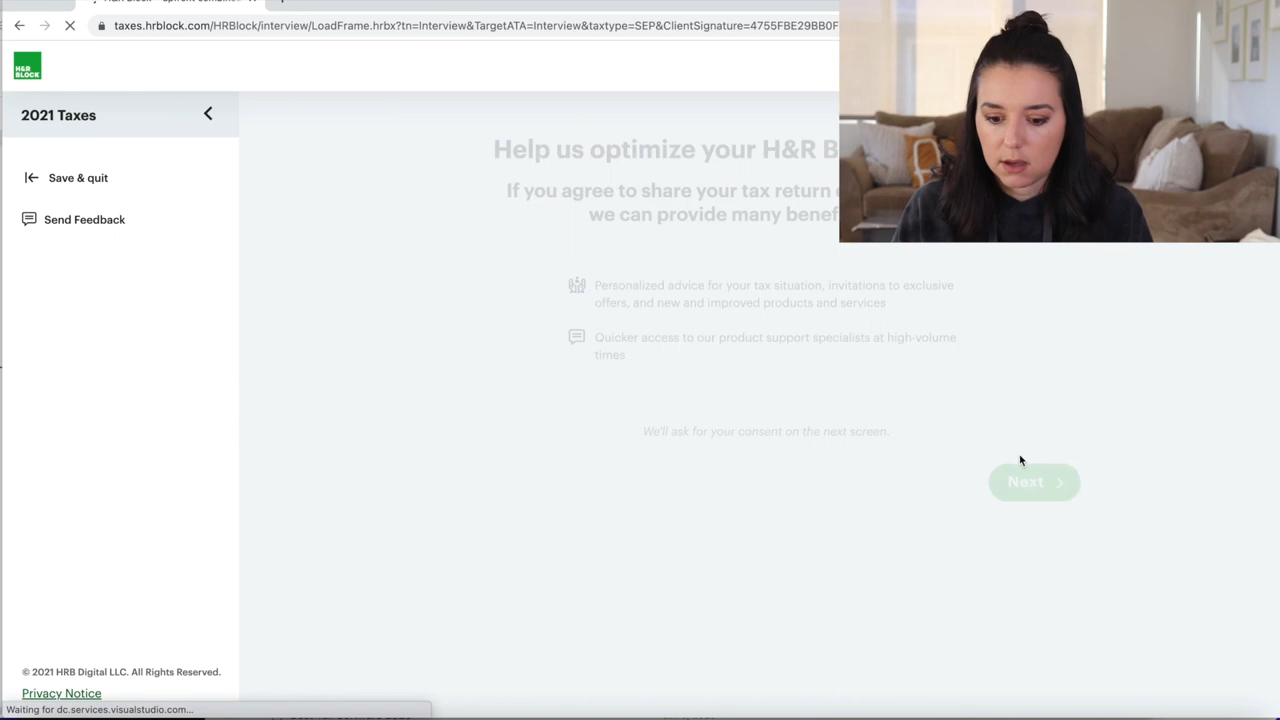 taxes.hrblock.com/HRBlock/interview/LoadFrame.hrbx?tn=Interview&TargetATA=Interview&taxtype=SEP&ClientSignature=4755FBE29BB0F
H&R
BLOCK
2021 Taxes
Save & quit
Send Feedback
Help us optimize your H&R B
If you agree to share your tax return
we can provide many benef
Personalized advice for your tax situation, invitations to exclusive
offers, and new and improved products and services
Quicker access to our product support specialists at high-volume
times
We'll ask for your consent on the next screen.
Next
© 2021 HRB Digital LLC. All Rights Reserved.
Privacy Notice
Waiting for dc.services.visualstudio.com...